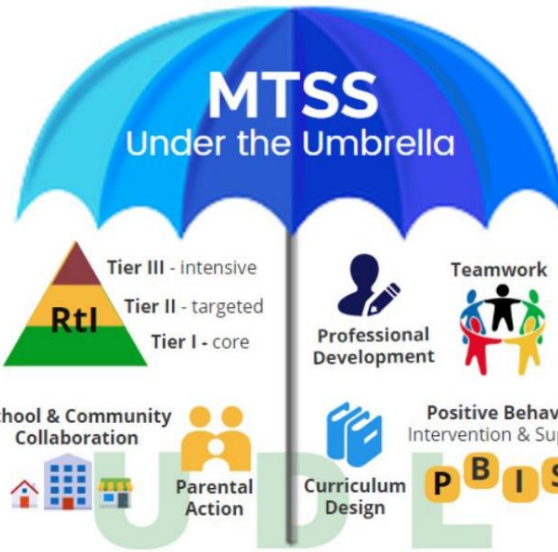 MTSS
Under the Umbrella
Tier III - intensive
Tier II - targeted
Tier I - core
RtI
Professional
Development
Teamwork
chool & Community
Collaboration
Parental
Action
Curriculum
Design
Positive Behav
Intervention & Su
P B I S
UDL